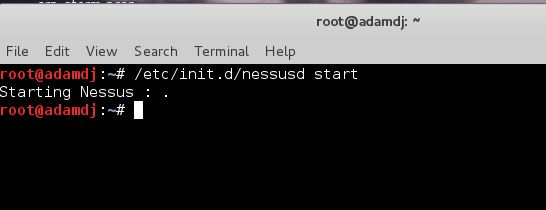 root@adamdj: ~
File Edit View Search Terminal Help
root@adamdj:~# /etc/init.d/nessusd start
Starting Nessus : .
root@adamdj:~#